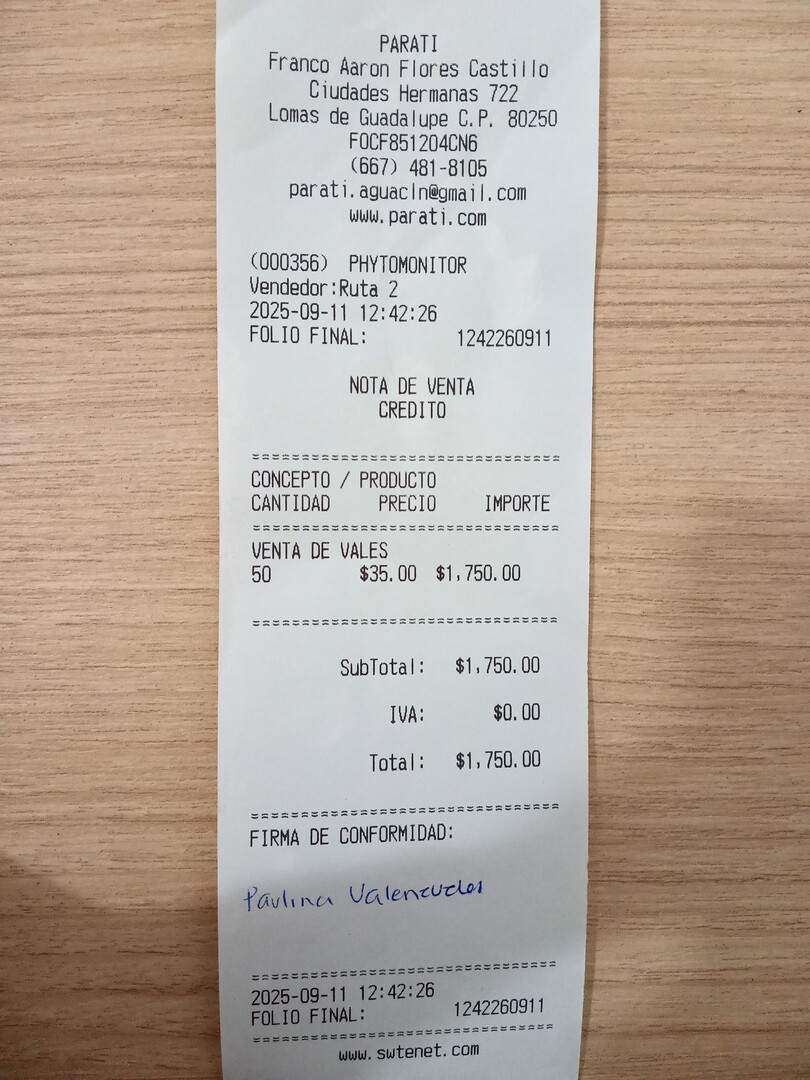 PARATI
Franco Aaron Flores Castillo
Ciudades Hermanas 722
Lomas de Guadalupe C.P. 80250
FOCF851204CN6
(667) 481-8105
parati.aguacln@gmail.com
www.parati.com
(000356) PHYTOMONITOR
Vendedor:Ruta 2
2025-09-11 12:42:26
FOLIO FINAL: 1242260911
NOTA DE VENTA
CREDITO
===============================
CONCEPTO / PRODUCTO
CANTIDAD PRECIO IMPORTE
===============================
VENTA DE VALES
50 $35.00 $1,750.00
===============================
SubTotal: $1,750.00
IVA: $0.00
Total: $1,750.00
===============================
FIRMA DE CONFORMIDAD:
Paulina Valenzuela
===============================
2025-09-11 12:42:26
FOLIO FINAL: 1242260911
===============================
www.swtenet.com